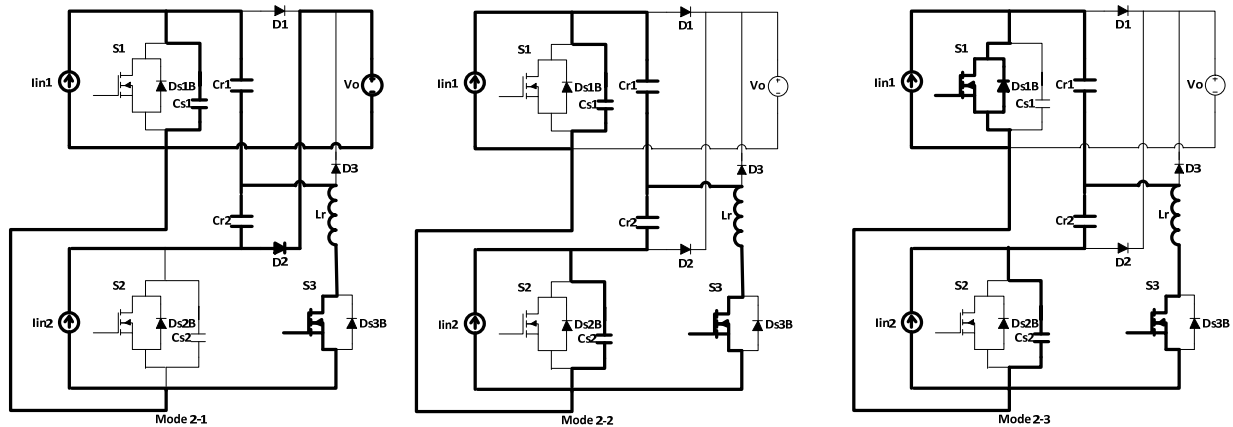 D1
S1
Iin1
Ds1B
Cs1
Cr1
Vo
D3
Cr2
Lr
D2
S2
S3
Iin2
Ds2B
Cs2
Ds3B
Mode 2-1
D1
S1
Iin1
Ds1B
Cs1
Cr1
Vo
D3
Cr2
Lr
D2
S2
S3
Iin2
Ds2B
Cs2
Ds3B
Mode 2-2
D1
S1
Iin1
Ds1B
Cs1
Cr1
Vo
D3
Cr2
Lr
D2
S2
S3
Iin2
Ds2B
Cs2
Ds3B
Mode 2-3